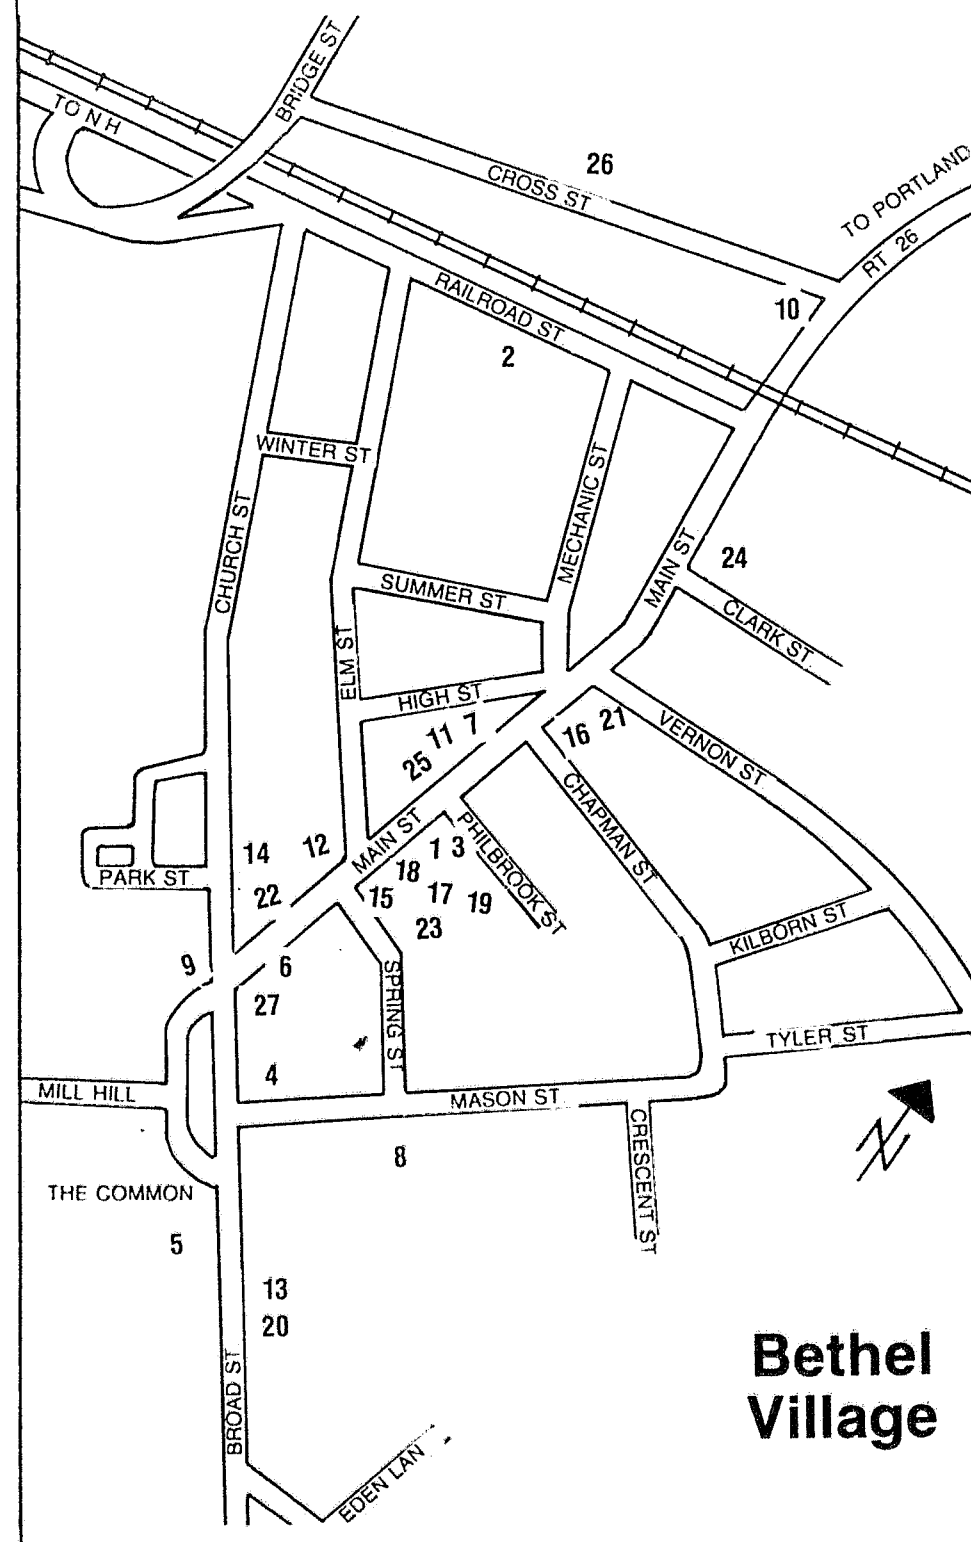 BRIDGE ST
TO N H
26
CROSS ST
TO PORTLAND
RT 26
10
RAILROAD ST
2
WINTER ST
MECHANIC ST
CHURCH ST
24
MAIN ST
SUMMER ST
CLARK ST
ELM ST
HIGH ST
11 7
16 21
25
VERNON ST
CHAPMAN ST
MAIN ST
PHILBROOK ST
14 12
1 3
18
PARK ST
22
15 17 19
23
KILBORN ST
9 6
SPRING ST
27
TYLER ST
4
MILL HILL
MASON ST
N
8
CRESCENT ST
THE COMMON
5
13
20
BROAD ST
Bethel
Village
EDEN LAN